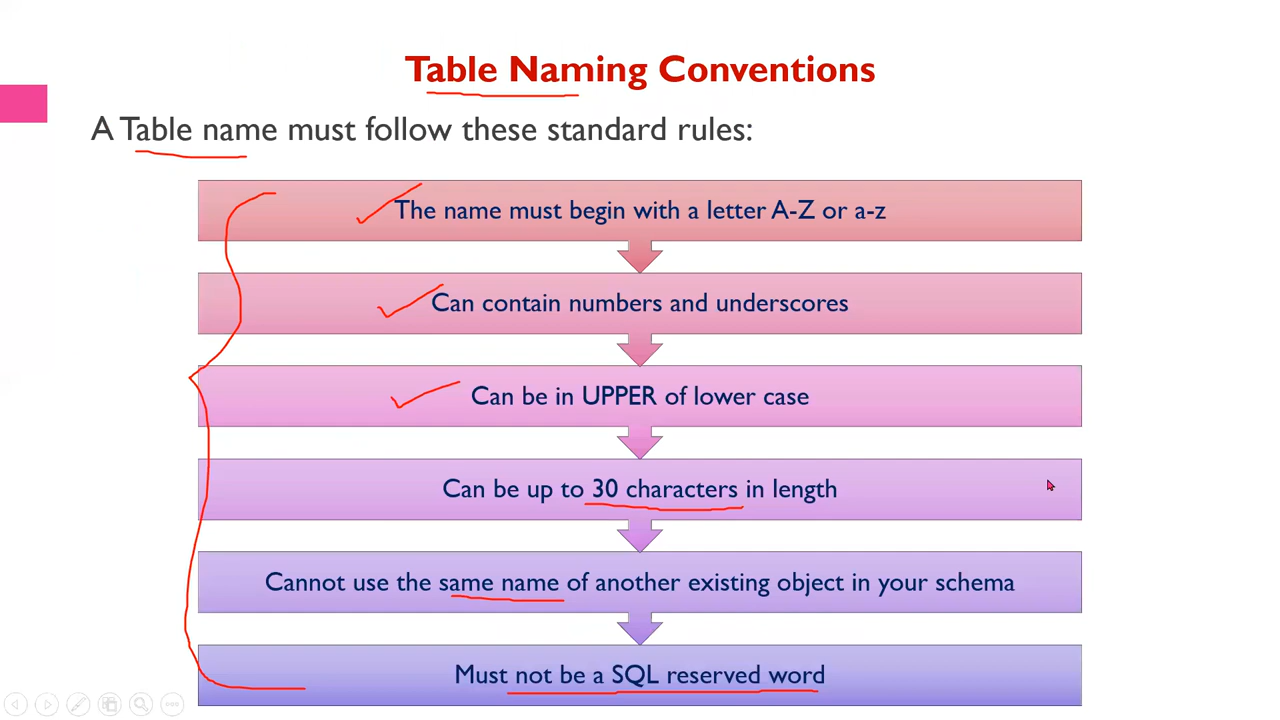 Table Naming Conventions
A Table name must follow these standard rules:
The name must begin with a letter A-Z or a-z
Can contain numbers and underscores
Can be in UPPER of lower case
Can be up to 30 characters in length
Cannot use the same name of another existing object in your schema
Must not be a SQL reserved word